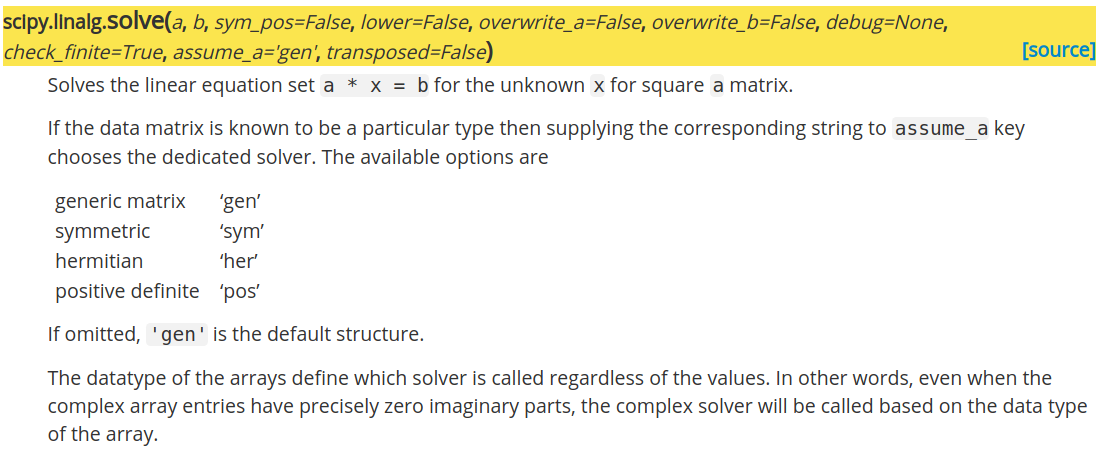 scipy.linalg.solve(a, b, sym_pos=False, lower=False, overwrite_a=False, overwrite_b=False, debug=None,
check_finite=True, assume_a='gen', transposed=False) [source]
Solves the linear equation set a * x = b for the unknown x for square a matrix.
If the data matrix is known to be a particular type then supplying the corresponding string to assume_a key
chooses the dedicated solver. The available options are
generic matrix ‘gen’
symmetric ‘sym’
hermitian ‘her’
positive definite ‘pos’
If omitted, 'gen' is the default structure.
The datatype of the arrays define which solver is called regardless of the values. In other words, even when the
complex array entries have precisely zero imaginary parts, the complex solver will be called based on the data type
of the array.